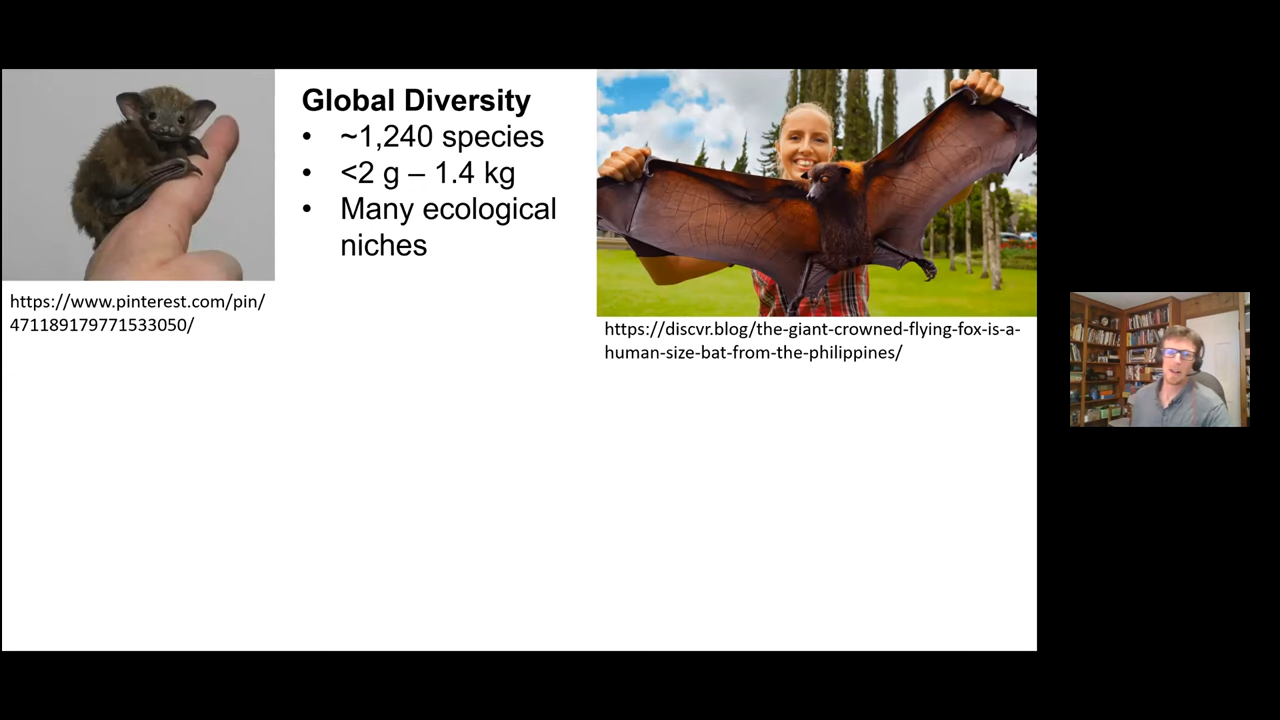 Global Diversity
• ~1,240 species
• <2 g – 1.4 kg
• Many ecological
niches
https://www.pinterest.com/pin/
471189179771533050/
https://discvr.blog/the-giant-crowned-flying-fox-is-a-
human-size-bat-from-the-philippines/